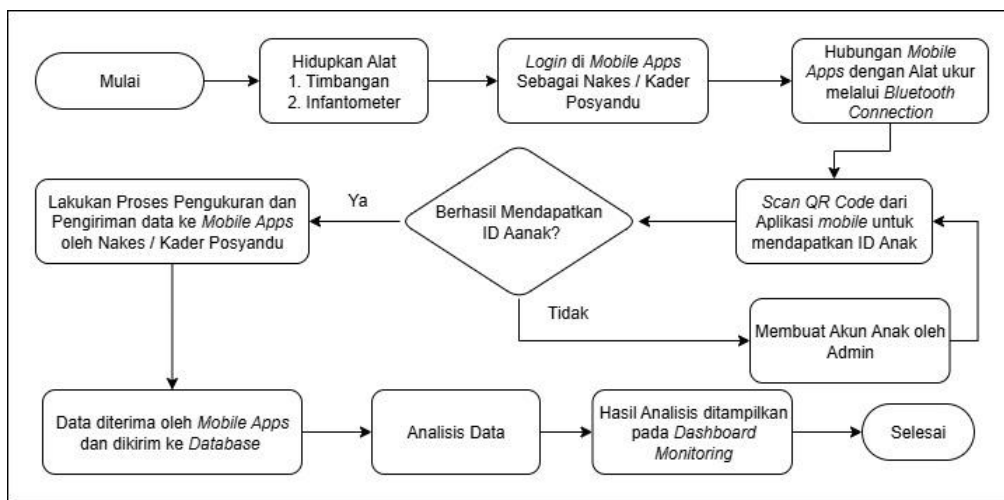 Mulai
Hidupkan Alat
1. Timbangan
2. Infantometer
Login di Mobile Apps
Sebagai Nakes / Kader
Posyandu
Hubungan Mobile
Apps dengan Alat ukur
melalui Bluetooth
Connection
Scan QR Code dari
Aplikasi mobile untuk
mendapatkan ID Anak
Berhasil Mendapatkan
ID Aanak?
Ya
Lakukan Proses Pengukuran dan
Pengiriman data ke Mobile Apps
oleh Nakes / Kader Posyandu
Tidak
Membuat Akun Anak oleh
Admin
Data diterima oleh Mobile Apps
dan dikirim ke Database
Analisis Data
Hasil Analisis ditampilkan
pada Dashboard
Monitoring
Selesai